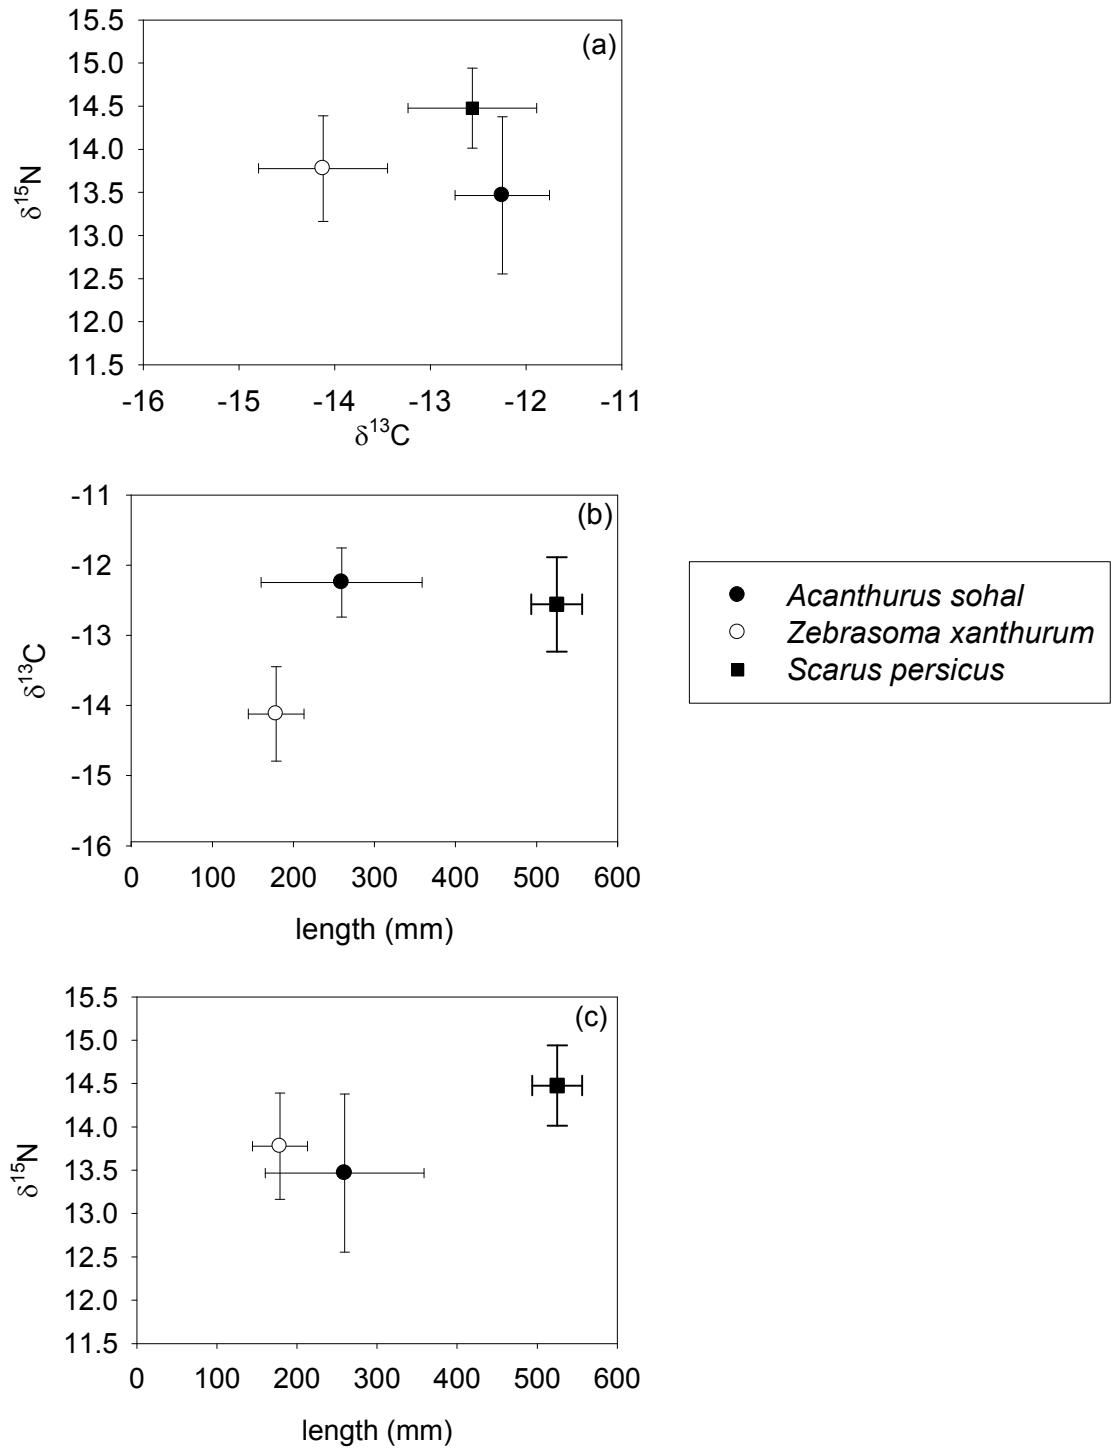 15.5
(a)
15.0
14.5
14.0
13.5
13.0
12.5
12.0
11.5
δ15N
-16 -15 -14 -13 -12 -11
δ13C
-11
(b)
-12
-13
-14
-15
-16
δ13C
0 100 200 300 400 500 600
length (mm)
Acanthurus sohal
Zebrasoma xanthurum
Scarus persicus
15.5
(c)
15.0
14.5
14.0
13.5
13.0
12.5
12.0
11.5
δ15N
0 100 200 300 400 500 600
length (mm)